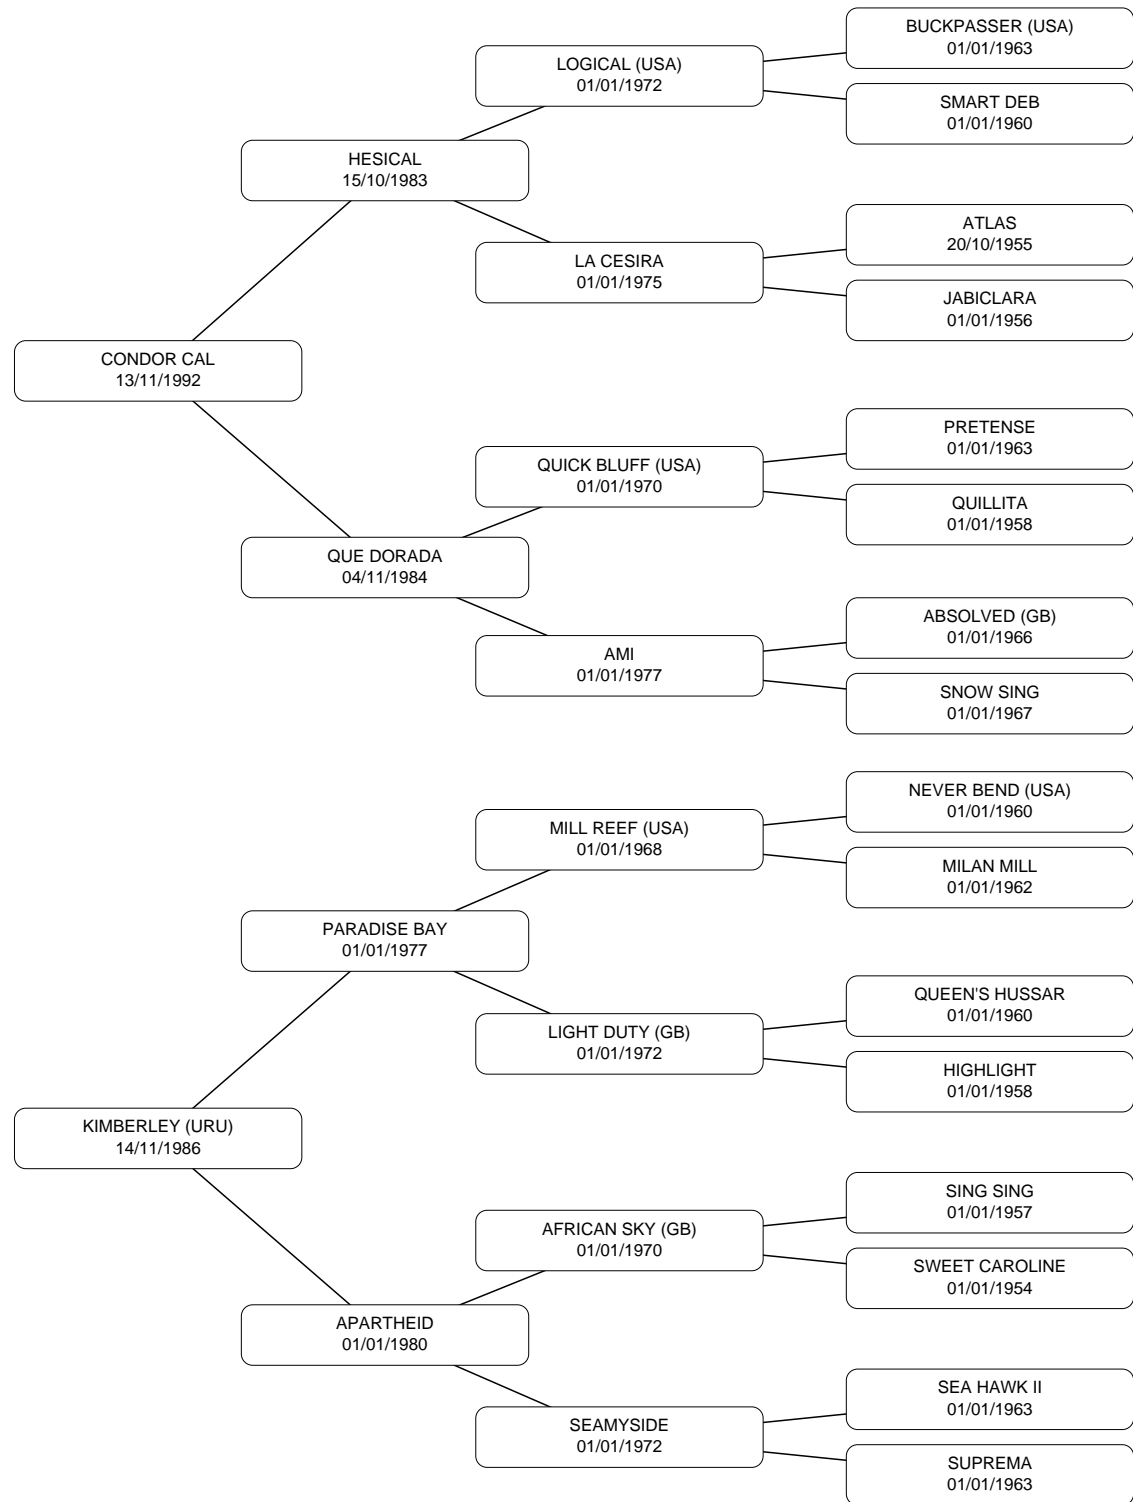 BUCKPASSER (USA)
01/01/1963
LOGICAL (USA)
01/01/1972
SMART DEB
01/01/1960
HESICAL
15/10/1983
ATLAS
20/10/1955
LA CESIRA
01/01/1975
JABICLARA
01/01/1956
CONDOR CAL
13/11/1992
PRETENSE
01/01/1963
QUICK BLUFF (USA)
01/01/1970
QUILLITA
01/01/1958
QUE DORADA
04/11/1984
ABSOLVED (GB)
01/01/1966
AMI
01/01/1977
SNOW SING
01/01/1967
NEVER BEND (USA)
01/01/1960
MILL REEF (USA)
01/01/1968
MILAN MILL
01/01/1962
PARADISE BAY
01/01/1977
QUEEN'S HUSSAR
01/01/1960
LIGHT DUTY (GB)
01/01/1972
HIGHLIGHT
01/01/1958
KIMBERLEY (URU)
14/11/1986
SING SING
01/01/1957
AFRICAN SKY (GB)
01/01/1970
SWEET CAROLINE
01/01/1954
APARTHEID
01/01/1980
SEA HAWK II
01/01/1963
SEAMYSIDE
01/01/1972
SUPREMA
01/01/1963